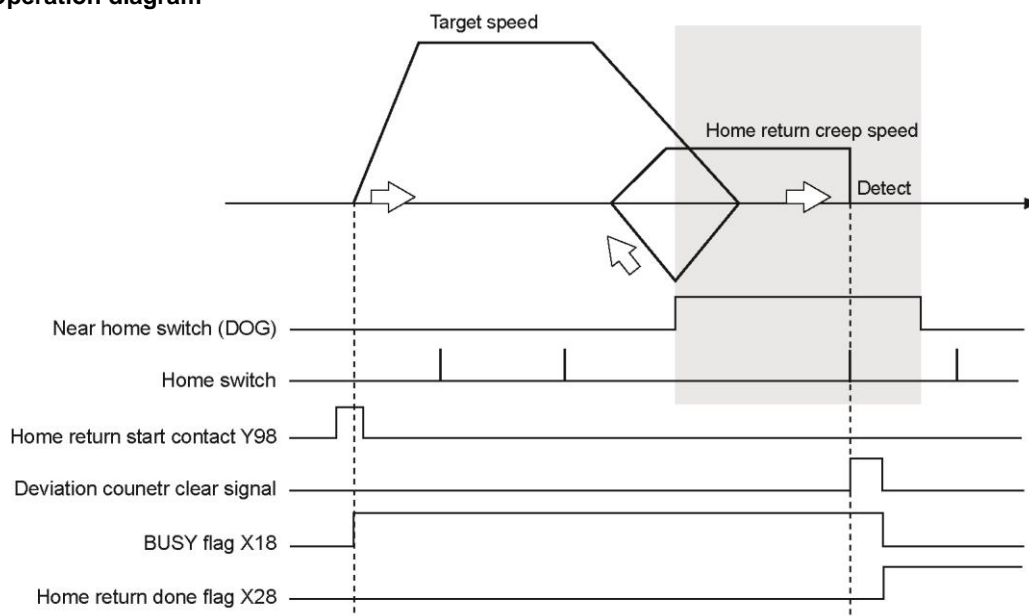 Operation diagram
Target speed
Home return creep speed
Detect
Near home switch (DOG)
Home switch
Home return start contact Y98
Deviation counetr clear signal
BUSY flag X18
Home return done flag X28